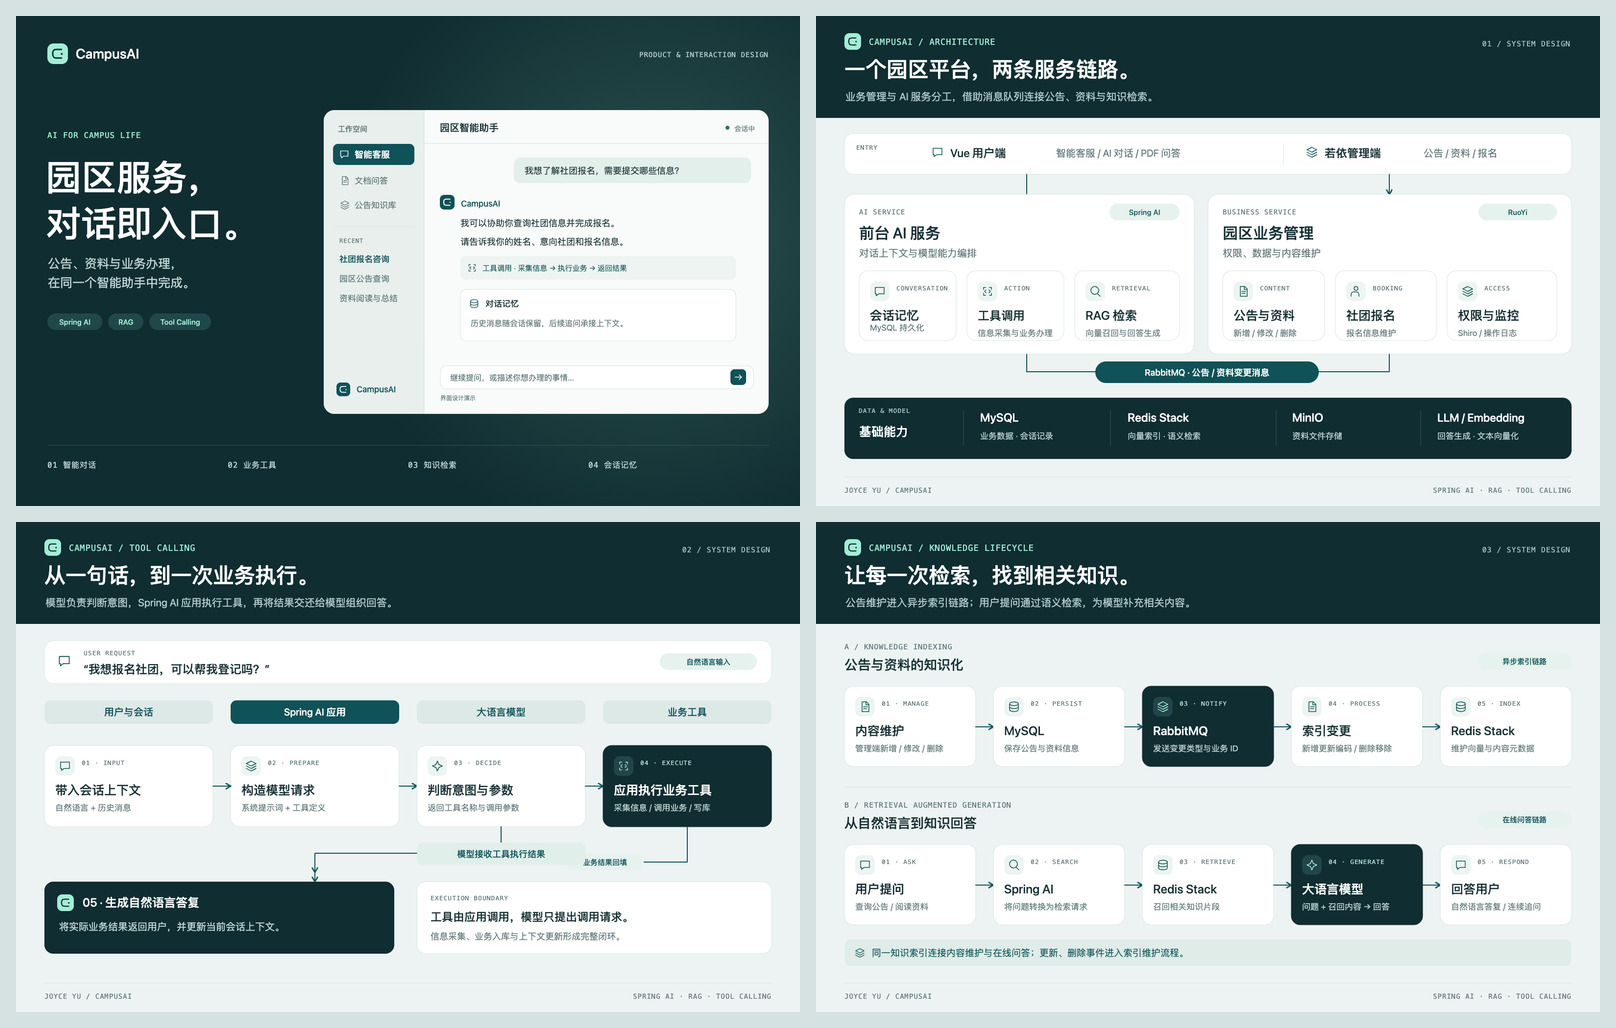 CampusAI
PRODUCT & INTERACTION DESIGN
AI FOR CAMPUS LIFE
园区服务，
对话即入口。
公告、资料与业务办理，
在同一个智能助手中完成。
Spring AI
RAG
Tool Calling
工作空间
智能客服
文档问答
公告知识库
RECENT
社团报名咨询
园区公告查询
资料阅读与总结
CampusAI
园区智能助手
会话中
我想了解社团报名，需要提交哪些信息？
CampusAI
我可以协助你查询社团信息并完成报名。
请告诉我你的姓名、意向社团和报名信息。
工具调用 · 采集信息 → 执行业务 → 返回结果
对话记忆
历史消息随会话保留，后续追问承接上下文。
继续提问，或描述你想办理的事情...
界面设计演示
01 智能对话
02 业务工具
03 知识检索
04 会话记忆
CAMPUSAI / ARCHITECTURE
01 / SYSTEM DESIGN
一个园区平台，两条服务链路。
业务管理与 AI 服务分工，借助消息队列连接公告、资料与知识检索。
ENTRY
Vue 用户端
智能客服 / AI 对话 / PDF 问答
若依管理端
公告 / 资料 / 报名
AI SERVICE
Spring AI
前台 AI 服务
对话上下文与模型能力编排
CONVERSATION
会话记忆
MySQL 持久化
ACTION
工具调用
信息采集与业务办理
RETRIEVAL
RAG 检索
向量召回与回答生成
BUSINESS SERVICE
RuoYi
园区业务管理
权限、数据与内容维护
CONTENT
公告与资料
新增 / 修改 / 删除
BOOKING
社团报名
报名信息维护
ACCESS
权限与监控
Shiro / 操作日志
RabbitMQ · 公告 / 资料变更消息
DATA & MODEL
基础能力
MySQL
业务数据 · 会话记录
Redis Stack
向量索引 · 语义检索
MinIO
资料文件存储
LLM / Embedding
回答生成 · 文本向量化
JOYCE YU / CAMPUSAI
SPRING AI · RAG · TOOL CALLING
CAMPUSAI / TOOL CALLING
02 / SYSTEM DESIGN
从一句话，到一次业务执行。
模型负责判断意图，Spring AI 应用执行工具，再将结果交还给模型组织回答。
USER REQUEST
“我想报名社团，可以帮我登记吗？”
自然语言输入
用户与会话
Spring AI 应用
大语言模型
业务工具
01 · INPUT
带入会话上下文
自然语言 + 历史消息
02 · PREPARE
构造模型请求
系统提示词 + 工具定义
03 · DECIDE
判断意图与参数
返回工具名称与调用参数
04 · EXECUTE
应用执行业务工具
采集信息 / 调用业务 / 写库
模型接收工具执行结果
业务结果回填
05 · 生成自然语言答复
将实际业务结果返回用户，并更新当前会话上下文。
EXECUTION BOUNDARY
工具由应用调用，模型只提出调用请求。
信息采集、业务入库与上下文更新形成完整闭环。
JOYCE YU / CAMPUSAI
SPRING AI · RAG · TOOL CALLING
CAMPUSAI / KNOWLEDGE LIFECYCLE
03 / SYSTEM DESIGN
让每一次检索，找到相关知识。
公告维护进入异步索引链路；用户提问通过语义检索，为模型补充相关内容。
A / KNOWLEDGE INDEXING
公告与资料的知识化
异步索引链路
01 · MANAGE
内容维护
管理端新增 / 修改 / 删除
02 · PERSIST
MySQL
保存公告与资料信息
03 · NOTIFY
RabbitMQ
发送变更类型与业务 ID
04 · PROCESS
索引变更
新增更新编码 / 删除移除
05 · INDEX
Redis Stack
维护向量与内容元数据
B / RETRIEVAL AUGMENTED GENERATION
从自然语言到知识回答
在线问答链路
01 · ASK
用户提问
查询公告 / 阅读资料
02 · SEARCH
Spring AI
将问题转换为检索请求
03 · RETRIEVE
Redis Stack
召回相关知识片段
04 · GENERATE
大语言模型
问题 + 召回内容 → 回答
05 · RESPOND
回答用户
自然语言答复 / 连续追问
同一知识索引连接内容维护与在线问答；更新、删除事件进入索引维护流程。
JOYCE YU / CAMPUSAI
SPRING AI · RAG · TOOL CALLING